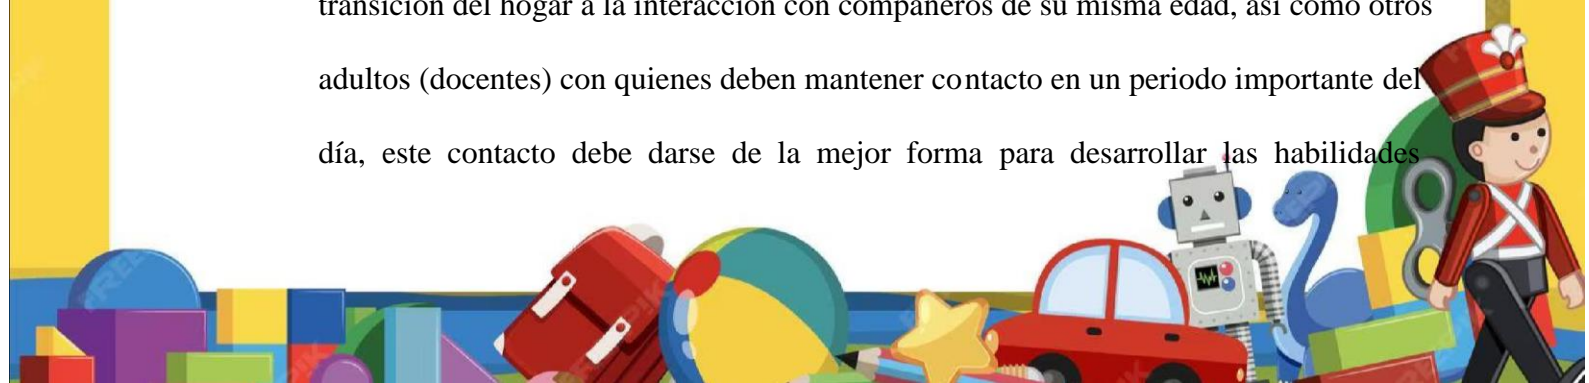 transición del hogar a la interacción con compañeros de su misma edad, así como otros
adultos (docentes) con quienes deben mantener contacto en un periodo importante del
día, este contacto debe darse de la mejor forma para desarrollar las habilidades